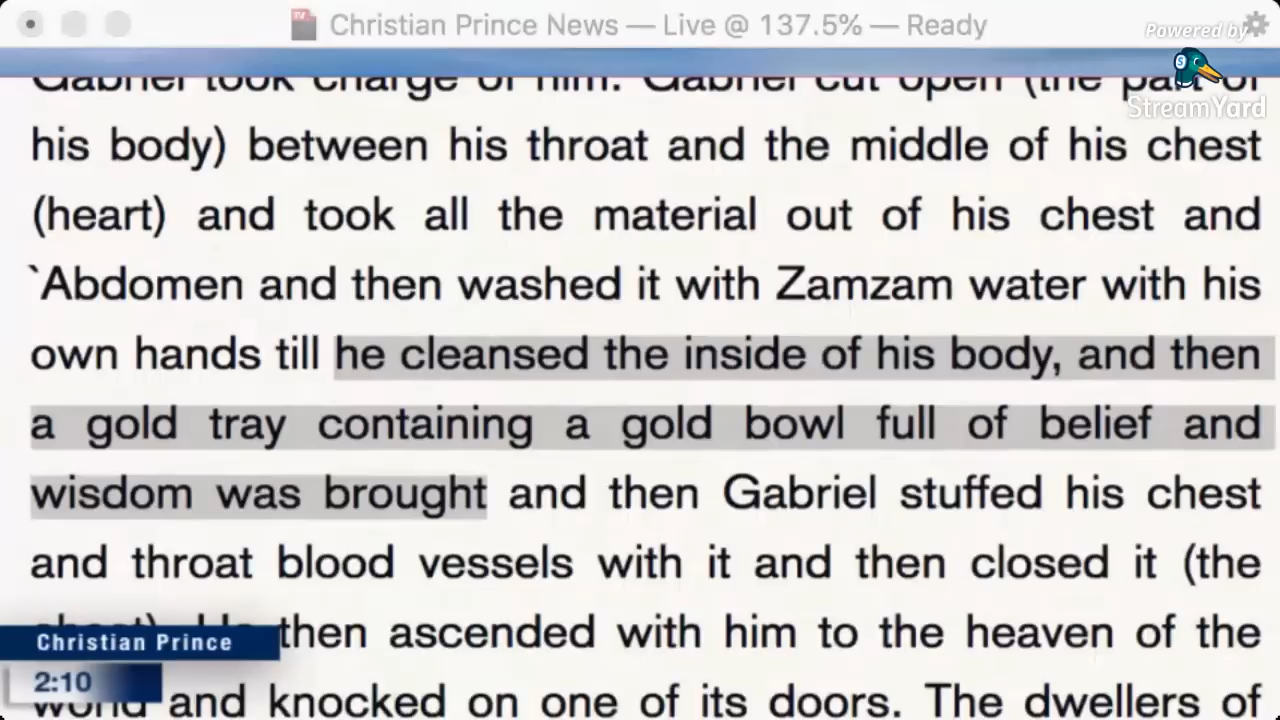 Christian Prince News — Live @ 137.5% — Ready
Powered by
StreamYard
Gabriel took charge of him. Gabriel cut open (the part of
his body) between his throat and the middle of his chest
(heart) and took all the material out of his chest and
`Abdomen and then washed it with Zamzam water with his
own hands till he cleansed the inside of his body, and then
a gold tray containing a gold bowl full of belief and
wisdom was brought and then Gabriel stuffed his chest
and throat blood vessels with it and then closed it (the
chest). He then ascended with him to the heaven of the
world and knocked on one of its doors. The dwellers of
Christian Prince
2:10